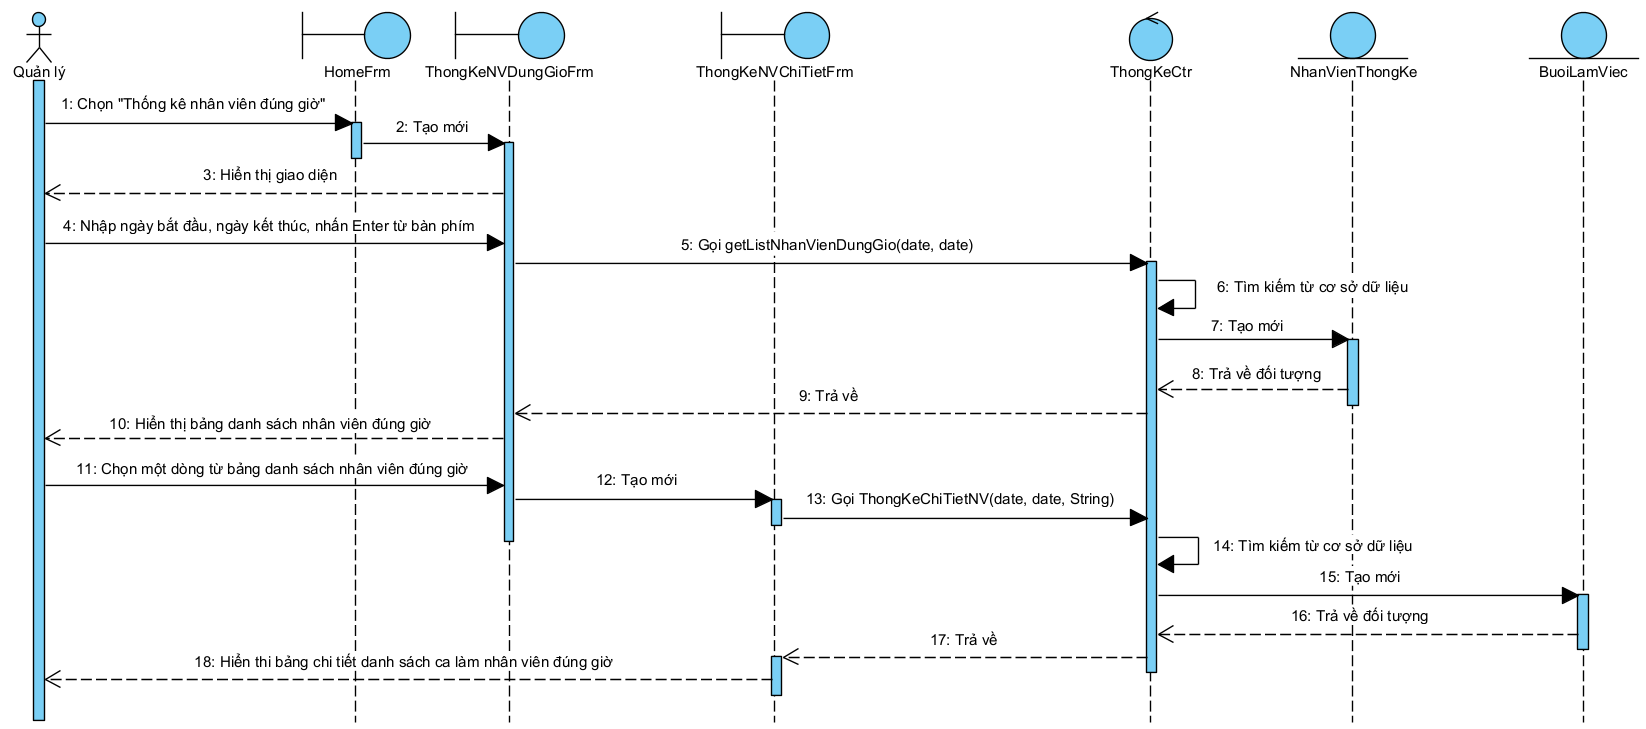 Quản lý
HomeFrm
ThongKeNVDungGioFrm
ThongKeNVChiTietFrm
ThongKeCtr
NhanVienThongKe
BuoiLamViec
1: Chọn "Thống kê nhân viên đúng giờ"
2: Tạo mới
3: Hiển thị giao diện
4: Nhập ngày bắt đầu, ngày kết thúc, nhấn Enter từ bàn phím
5: Gọi getListNhanVienDungGio(date, date)
6: Tìm kiếm từ cơ sở dữ liệu
7: Tạo mới
8: Trả về đối tượng
9: Trả về
10: Hiển thị bảng danh sách nhân viên đúng giờ
11: Chọn một dòng từ bảng danh sách nhân viên đúng giờ
12: Tạo mới
13: Gọi ThongKeChiTietNV(date, date, String)
14: Tìm kiếm từ cơ sở dữ liệu
15: Tạo mới
16: Trả về đối tượng
17: Trả về
18: Hiển thi bảng chi tiết danh sách ca làm nhân viên đúng giờ